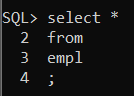 SQL> select *
  2  from
  3  empl
  4  ;